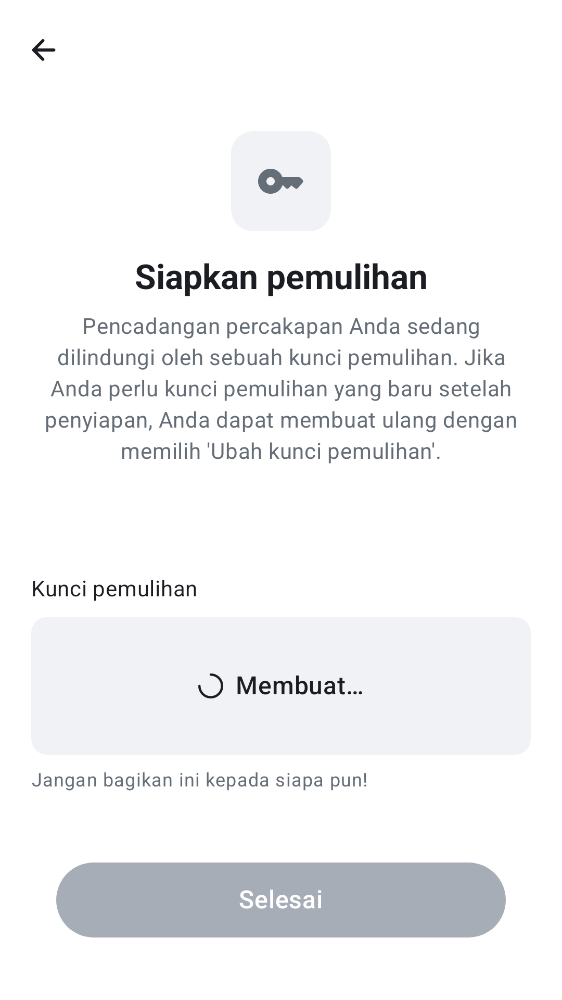 Siapkan pemulihan
Pencadangan percakapan Anda sedang
dilindungi oleh sebuah kunci pemulihan. Jika
Anda perlu kunci pemulihan yang baru setelah
penyiapan, Anda dapat membuat ulang dengan
memilih 'Ubah kunci pemulihan'.
Kunci pemulihan
Membuat…
Jangan bagikan ini kepada siapa pun!
Selesai